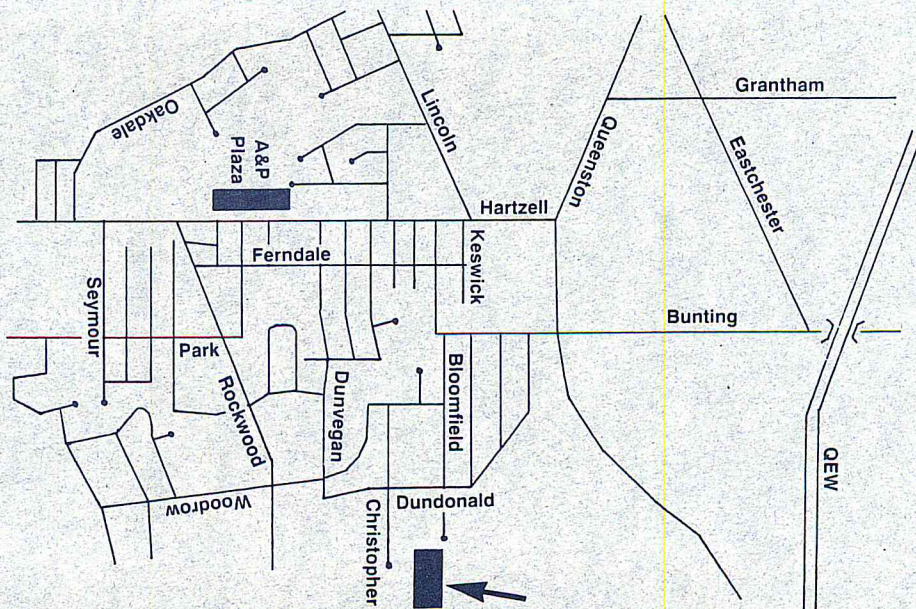 Grantham
Oakdale
Lincoln
Queenston
Eastchester
A&P
Plaza
Hartzell
Keswick
Ferndale
Seymour
Bunting
Park
Bloomfield
Rockwood
Dunvegan
QEW
Woodrow
Dundonald
Christopher